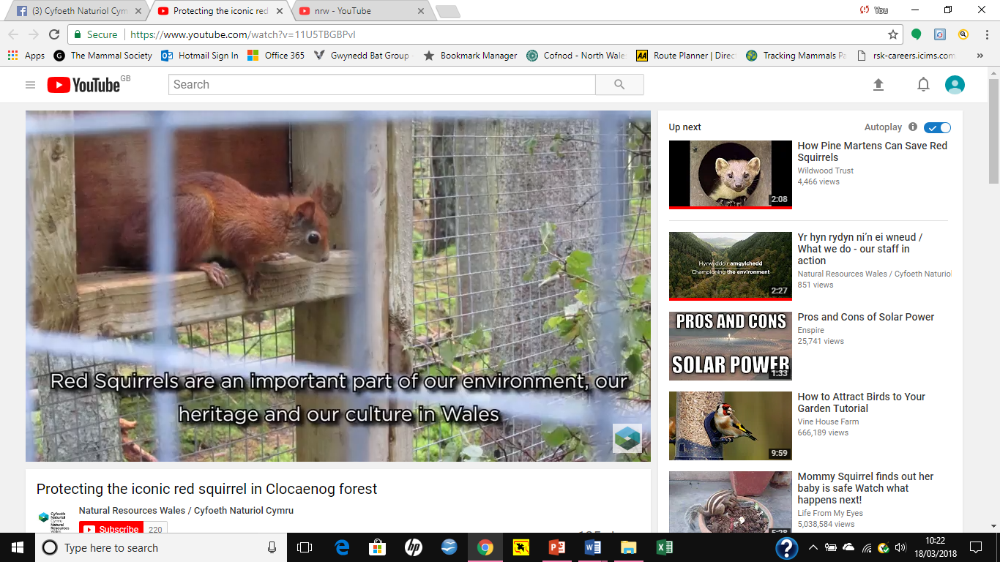 (3) Cyfoeth Naturiol Cym
Protecting the iconic red
nrw - YouTube
You
Secure
https://www.youtube.com/watch?v=11U5TBGBPvI
Apps
The Mammal Society
Hotmail Sign In
Office 365
Gwynedd Bat Group
Bookmark Manager
Cofnod - North Wale
AA
Route Planner | Direc
Tracking Mammals Pa
rsk-careers.icims.com
YouTube GB
Search
Red Squirrels are an important part of our environment, our
heritage and our culture in Wales
Protecting the iconic red squirrel in Clocaenog forest
Cyfoeth
Naturiol
Cymru
Natural
Resources
Wales
Natural Resources Wales / Cyfoeth Naturiol Cymru
Subscribe 220
Up next
Autoplay
2:08
How Pine Martens Can Save Red
Squirrels
Wildwood Trust
4,466 views
Hyrwyddo'r amgylchedd
Championing the environment
2:27
Yr hyn rydyn ni'n ei wneud /
What we do - our staff in
action
Natural Resources Wales / Cyfoeth Naturiol
851 views
PROS AND CONS
SOLAR POWER
1:33
Pros and Cons of Solar Power
Enspire
25,741 views
9:59
How to Attract Birds to Your
Garden Tutorial
Vine House Farm
666,189 views
Mommy Squirrel finds out her
baby is safe Watch what
happens next!
Life From My Eyes
5,038,584 views
Type here to search
hp
10:22
18/03/2018